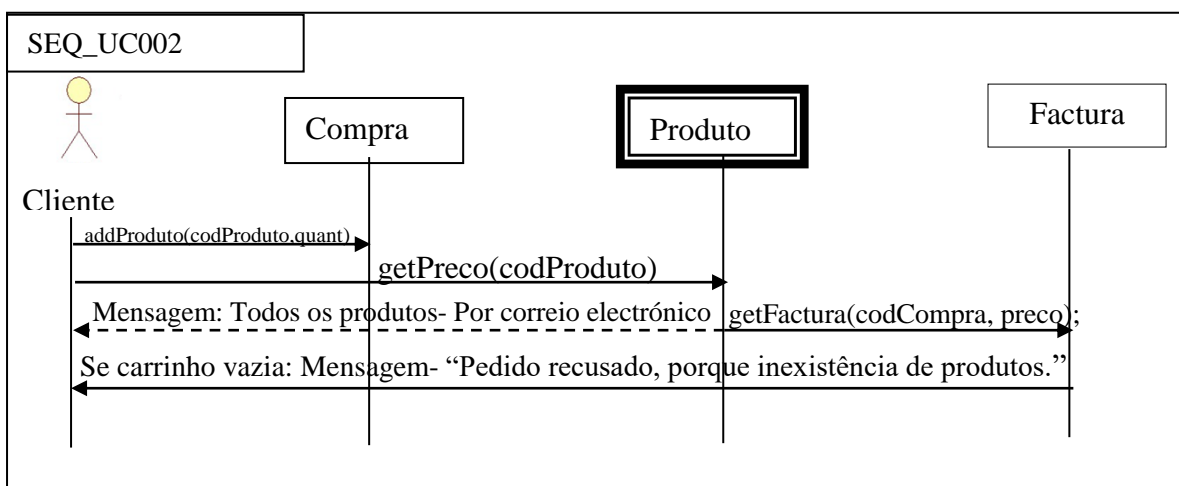 SEQ_UC002
Compra
Produto
Factura
Cliente
addProduto(codProduto,quant)
getPreco(codProduto)
Mensagem: Todos os produtos- Por correio electrónico
getFactura(codCompra, preco);
Se carrinho vazia: Mensagem- “Pedido recusado, porque inexistência de produtos.”